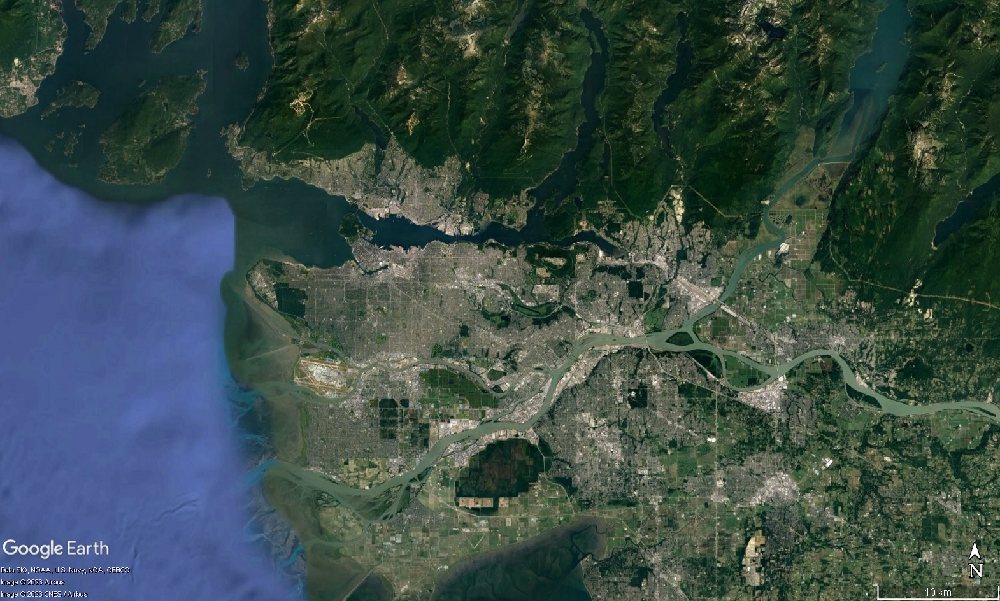 Google Earth
Data SIO, NOAA, U.S. Navy, NGA, GEBCO
Image © 2023 Airbus
Image © 2023 CNES / Airbus
N
10 km